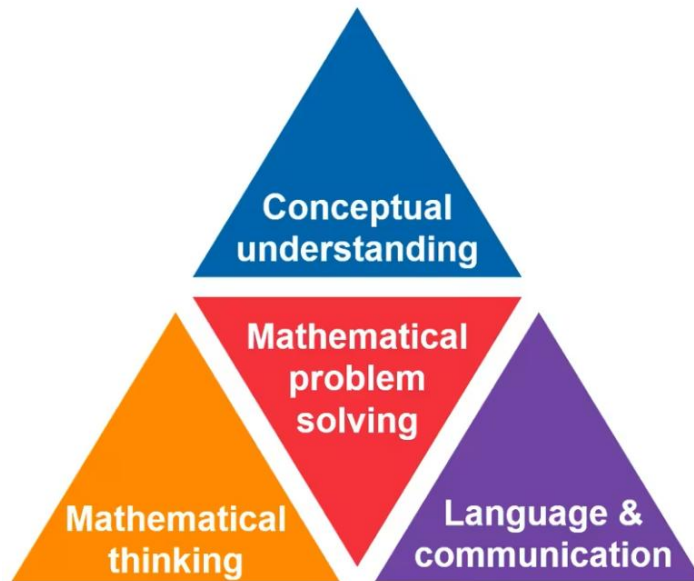 Conceptual
understanding
Mathematical
problem
solving
Mathematical
thinking
Language &
communication